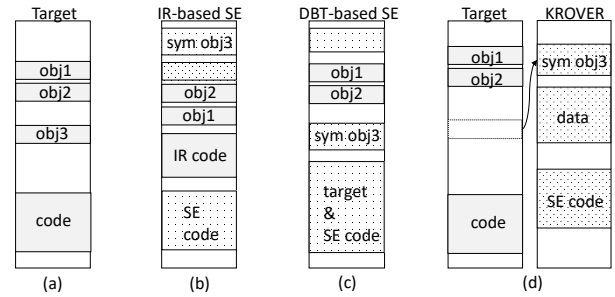 Target
obj1
obj2
obj3
code
(a)
IR-based SE
sym obj3
obj2
obj1
IR code
SE
code
(b)
DBT-based SE
obj1
obj2
sym obj3
target
&
SE code
(c)
Target
KROVER
obj1
obj2
code
sym obj3
data
SE code
(d)